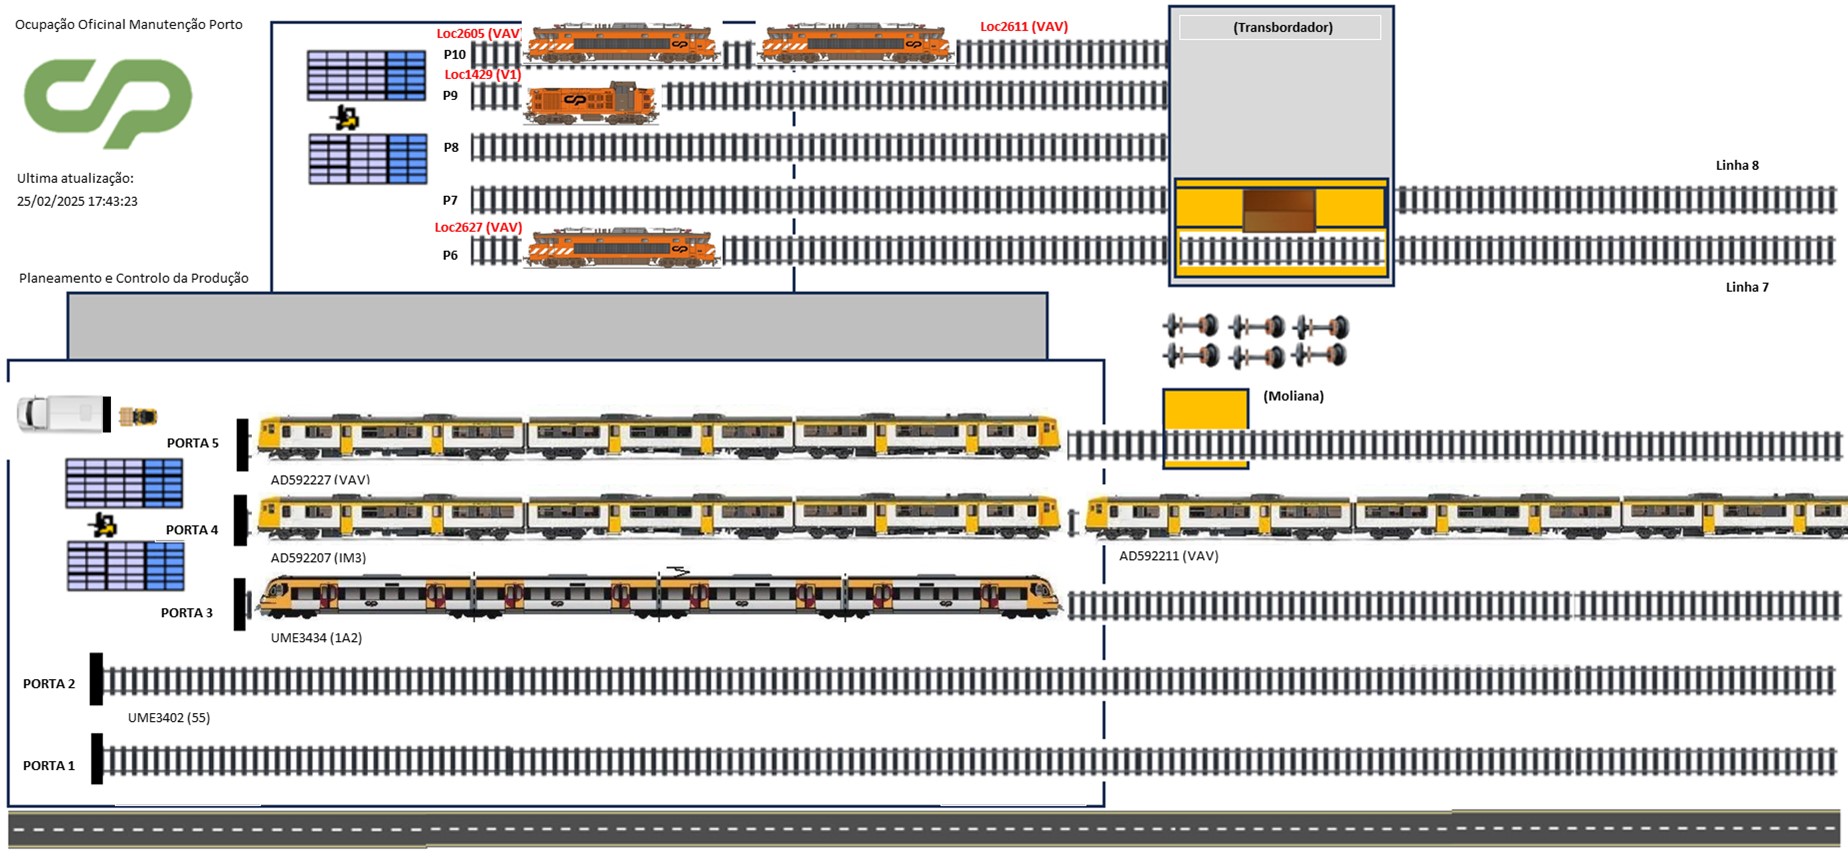 Ocupação Oficinal Manutenção Porto
CP
Ultima atualização:
25/02/2025 17:43:23
Planeamento e Controlo da Produção
Loc2605 (VAV)
Loc2611 (VAV)
P10
Loc1429 (V1)
P9
P8
P7
Loc2627 (VAV)
P6
(Transbordador)
Linha 8
Linha 7
(Moliana)
PORTA 5
AD592227 (VAV)
PORTA 4
AD592207 (IM3)
AD592211 (VAV)
PORTA 3
UME3434 (1A2)
PORTA 2
UME3402 (55)
PORTA 1